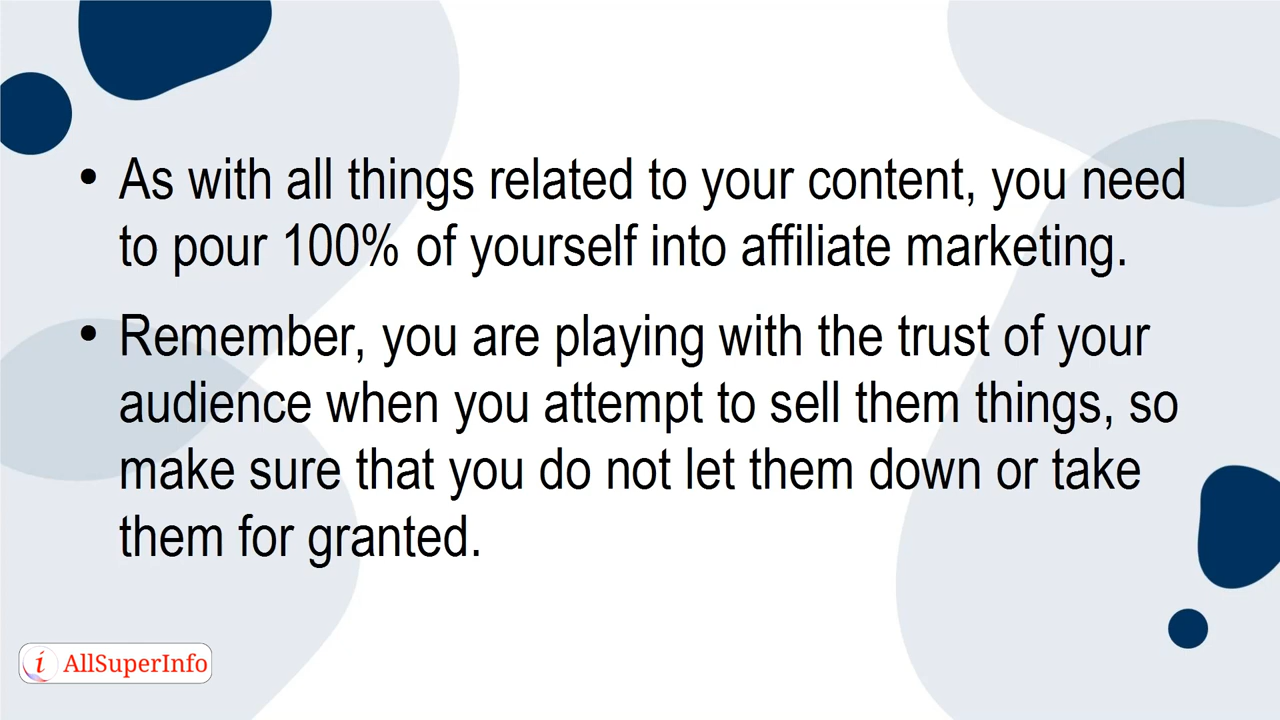 • As with all things related to your content, you need
to pour 100% of yourself into affiliate marketing.
• Remember, you are playing with the trust of your
audience when you attempt to sell them things, so
make sure that you do not let them down or take
them for granted.
i AllSuperInfo